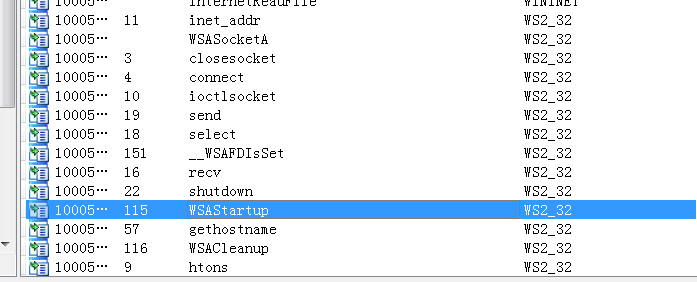 InternetReadFile WININET
10005… 11 inet_addr WS2_32
10005… WSASocketA WS2_32
10005… 3 closesocket WS2_32
10005… 4 connect WS2_32
10005… 10 ioctlsocket WS2_32
10005… 19 send WS2_32
10005… 18 select WS2_32
10005… 151 __WSAFDIsSet WS2_32
10005… 16 recv WS2_32
10005… 22 shutdown WS2_32
10005… 115 WSAStartup WS2_32
10005… 57 gethostname WS2_32
10005… 116 WSACleanup WS2_32
10005… 9 htons WS2_32